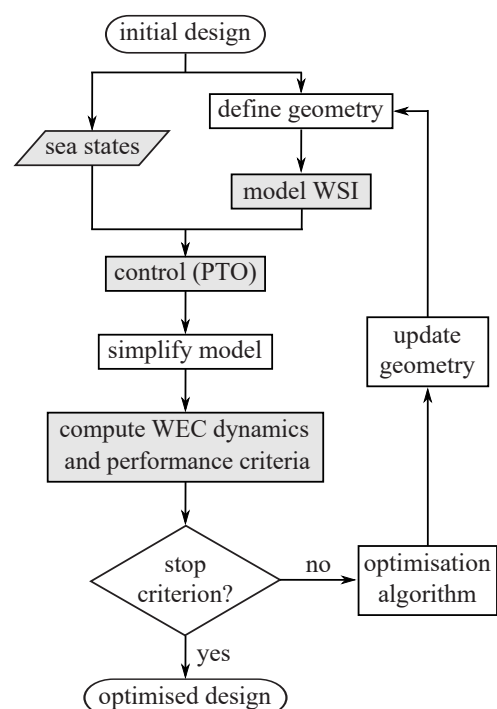 initial design
define geometry
sea states
model WSI
control (PTO)
simplify model
update
geometry
compute WEC dynamics
and performance criteria
stop
criterion?
no
optimisation
algorithm
yes
optimised design